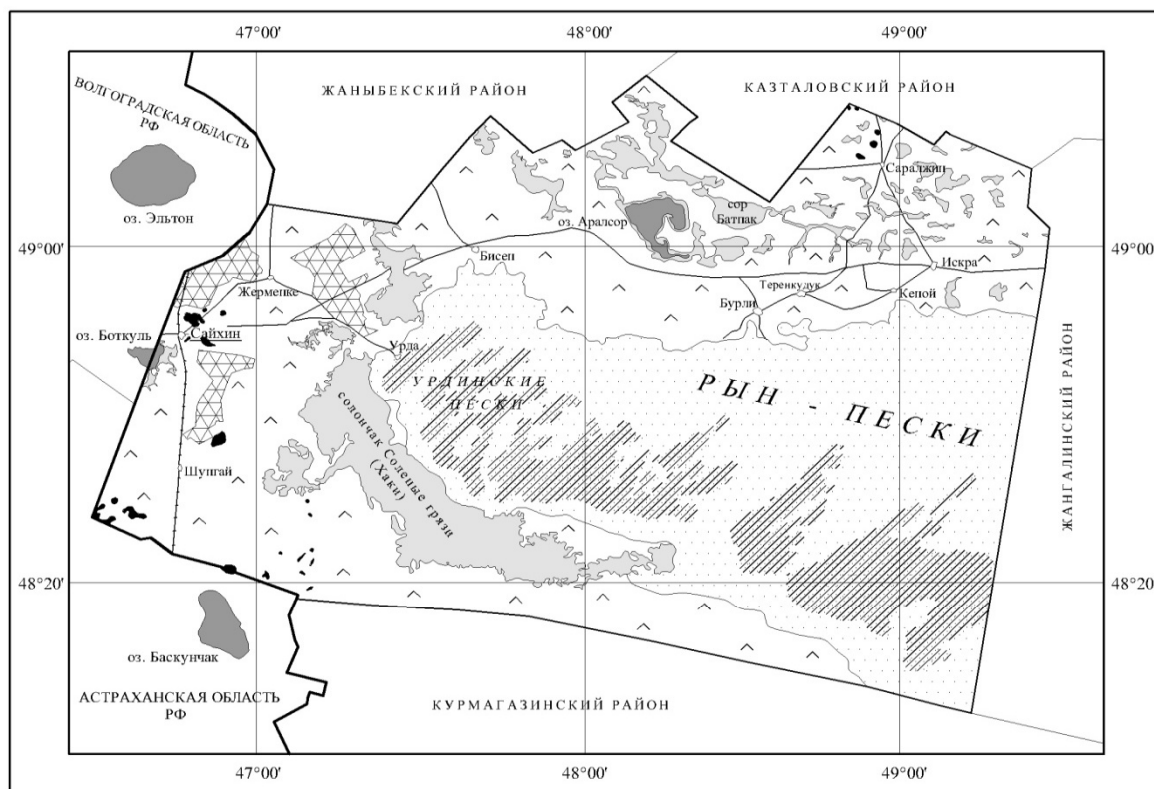 47°00'
48°00'
49°00'
ВОЛГОГРАДСКАЯ ОБЛАСТЬ
РФ
ЖАНЫБЕКСКИЙ РАЙОН
КАЗТАЛОВСКИЙ РАЙОН
оз. Эльтон
Саралжин
сор
Батпак
оз. Аралсор
49°00'
49°00'
Бисен
Искра
Жермепке
Теренкудук
Кепой
Бурли
оз. Боткуль
Сайхин
Урда
УРДИНСКИЕ
ПЕСКИ
РЫН - ПЕСКИ
солончак Соленые грязи
(Хаки)
Шупгай
ЖАНГАЛИНСКИЙ РАЙОН
48°20'
48°20'
оз. Баскунчак
АСТРАХАНСКАЯ ОБЛАСТЬ
РФ
КУРМАГАЗИНСКИЙ РАЙОН
47°00'
48°00'
49°00'